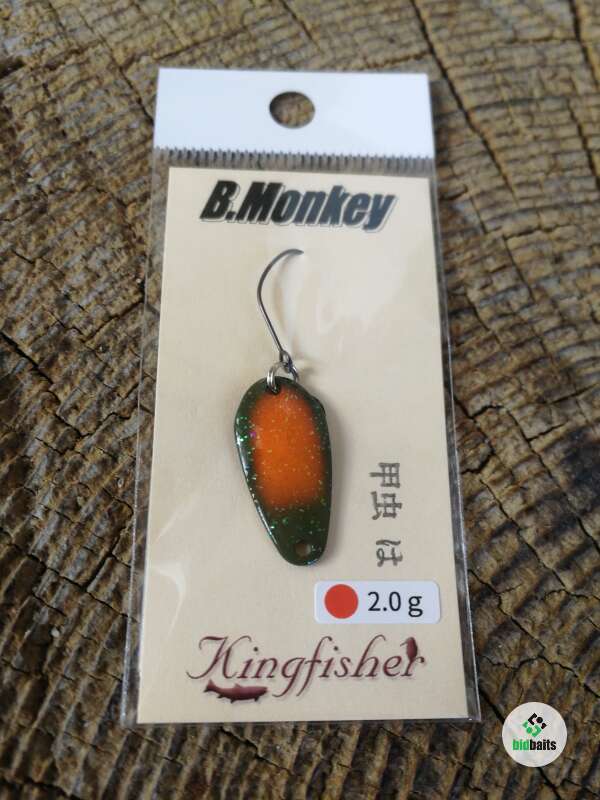 B.Monkey
甲虫は
2.0 g
Kingfisher
bidbaits